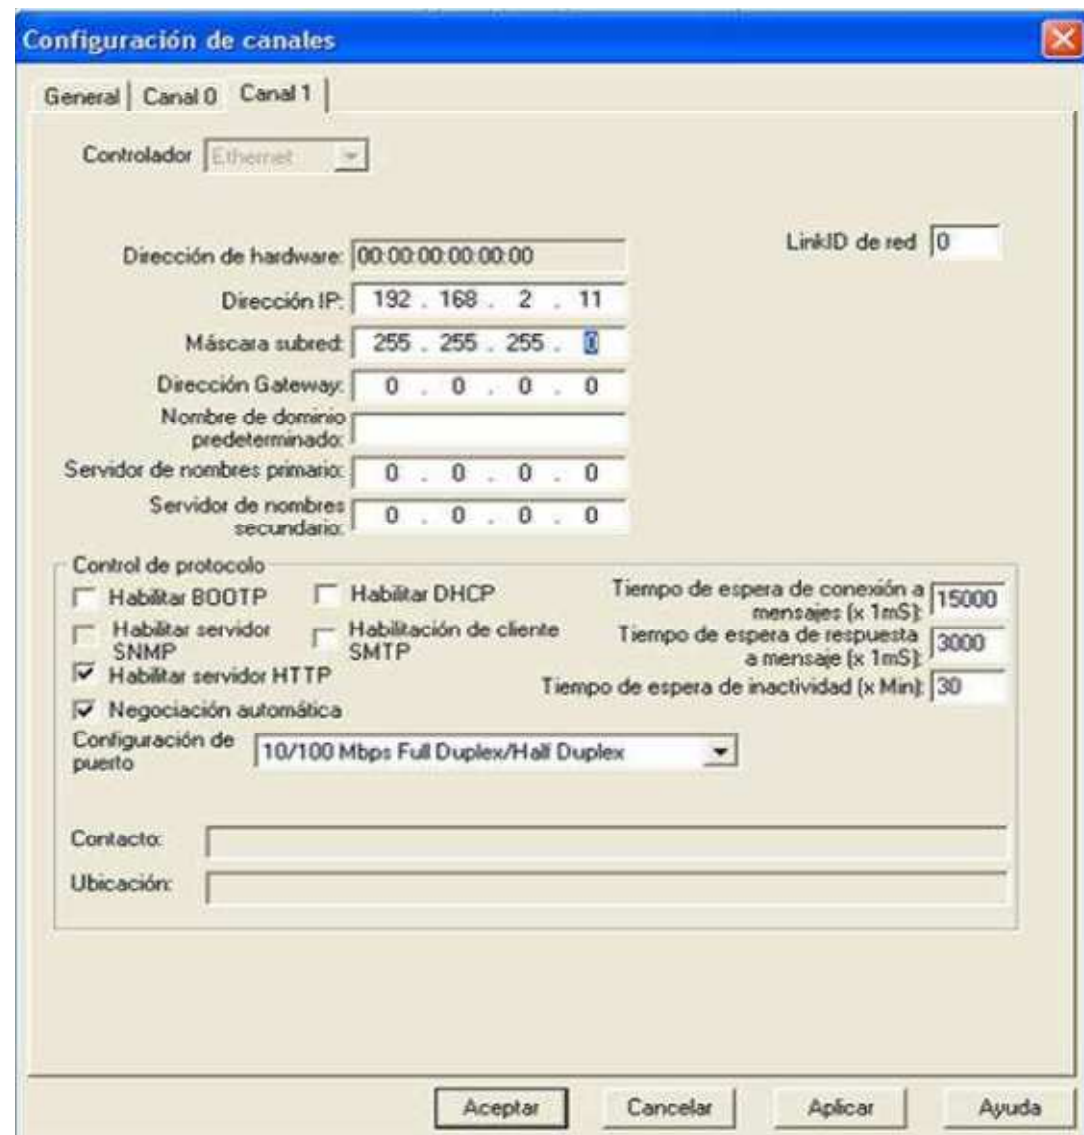 Configuración de canales
General Canal 0 Canal 1
Controlador Ethernet
LinkID de red 0
Dirección de hardware: 00:00:00:00:00:00
Dirección IP: 192 . 168 . 2 . 11
Máscara subred: 255 . 255 . 255 . 0
Dirección Gateway: 0 . 0 . 0 . 0
Nombre de dominio
predeterminado:
Servidor de nombres primario: 0 . 0 . 0 . 0
Servidor de nombres
secundario: 0 . 0 . 0 . 0
Control de protocolo
Habilitar BOOTP
Habilitar DHCP
Habilitar servidor
SNMP
Habilitación de cliente
SMTP
Habilitar servidor HTTP
Negociación automática
Tiempo de espera de conexión a
mensajes (x 1mS): 15000
Tiempo de espera de respuesta
a mensaje (x 1mS): 3000
Tiempo de espera de inactividad (x Min): 30
Configuración de
puerto
10/100 Mbps Full Duplex/Half Duplex
Contacto:
Ubicación:
Aceptar Cancelar Aplicar Ayuda